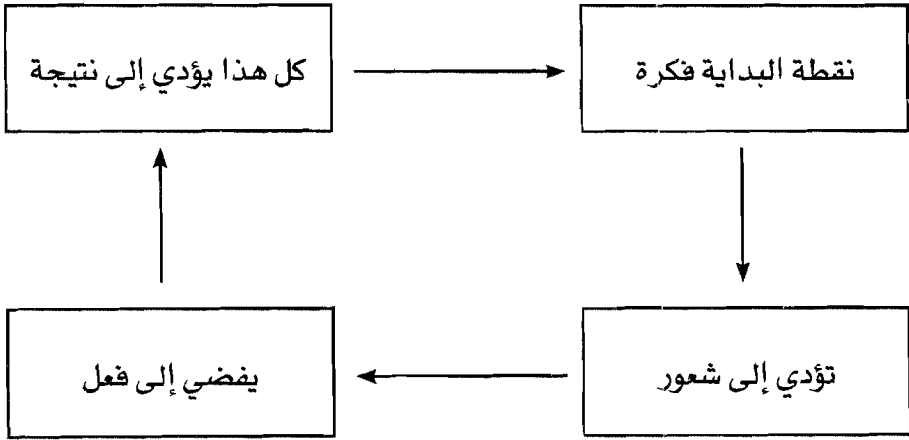 نقطة البداية فكرة
تؤدي إلى شعور
يفضي إلى فعل
كل هذا يؤدي إلى نتيجة